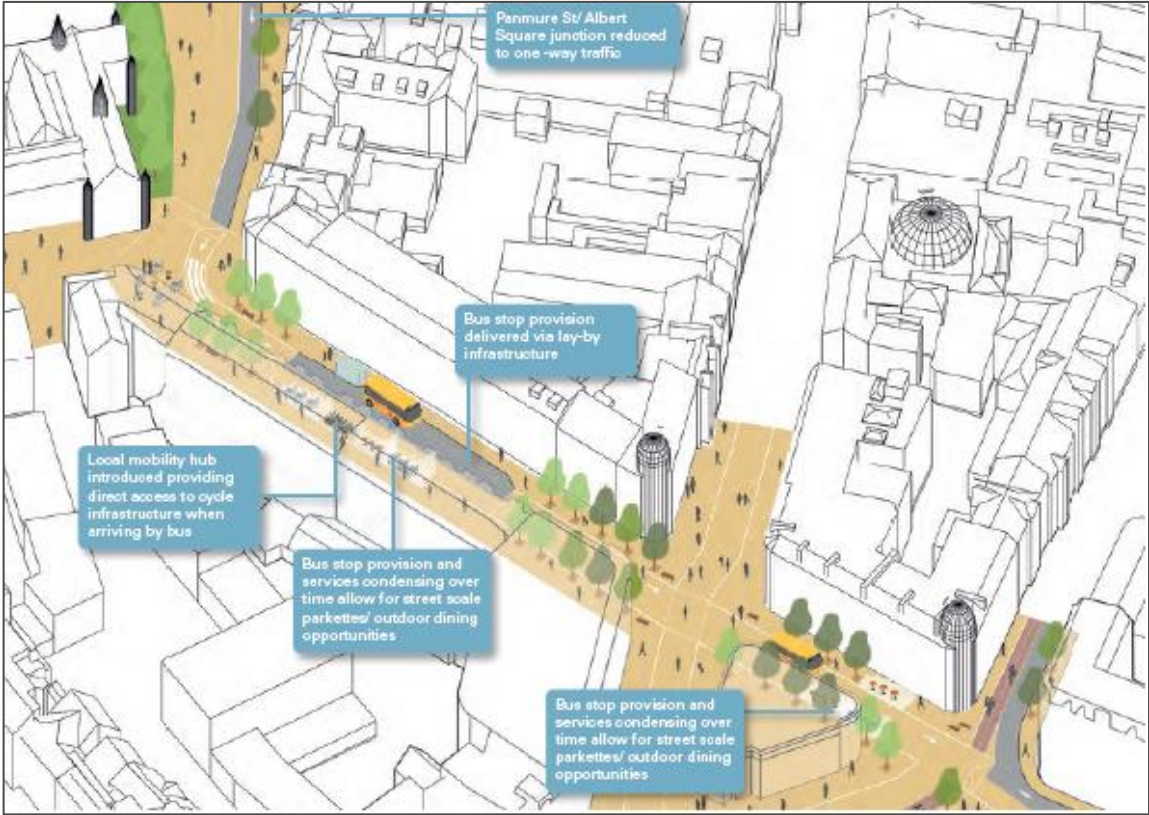 Panmure St/ Albert
Square junction reduced
to one -way traffic
Bus stop provision
delivered via lay-by
infrastructure
Local mobility hub
introduced providing
direct access to cycle
infrastructure when
arriving by bus
Bus stop provision and
services condensing over
time allow for street scale
parkettes/ outdoor dining
opportunities
Bus stop provision and
services condensing over
time allow for street scale
parkettes/ outdoor dining
opportunities